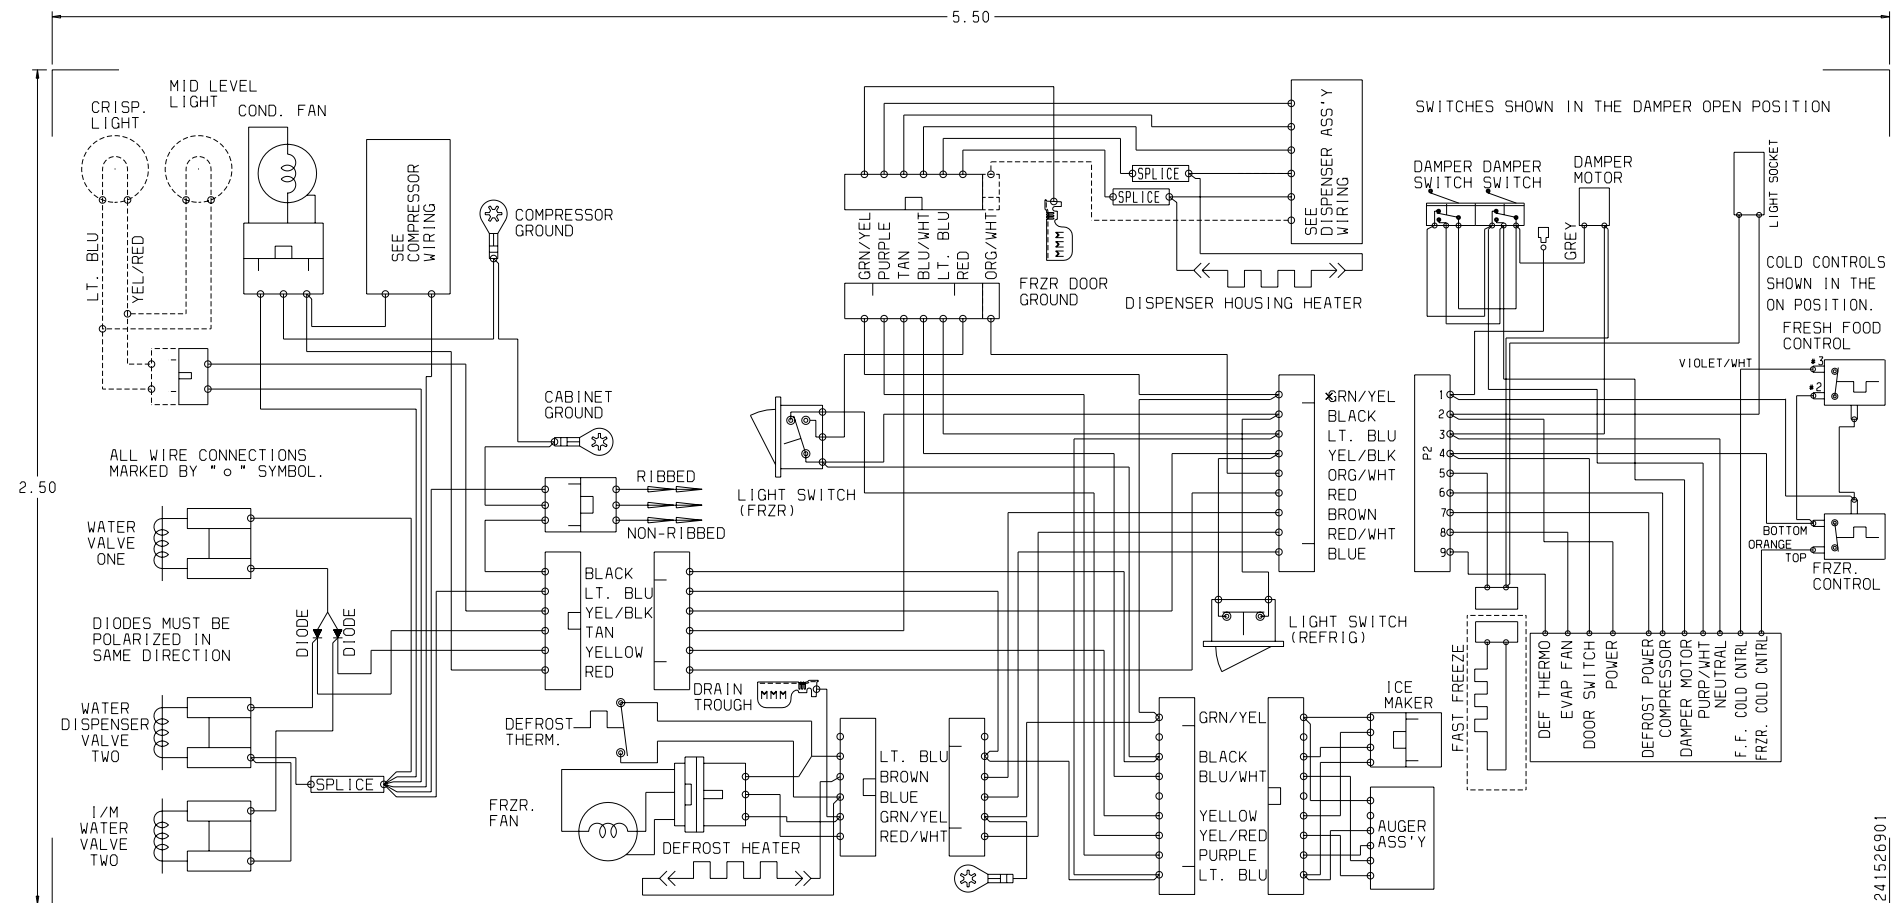 5.50
MID LEVEL
LIGHT
CRISP.
LIGHT
COND. FAN
SEE
COMPRESSOR
WIRING
COMPRESSOR
GROUND
LT. BLU
YEL/RED
CABINET
GROUND
ALL WIRE CONNECTIONS
MARKED BY " o " SYMBOL.
2.50
RIBBED
NON-RIBBED
WATER
VALVE
ONE
DIODES MUST BE
POLARIZED IN
SAME DIRECTION
DIODE
DIODE
WATER
DISPENSER
VALVE
TWO
I/M
WATER
VALVE
TWO
SPLICE
BLACK
LT. BLU
YEL/BLK
TAN
YELLOW
RED
GRN/YEL
PURPLE
TAN
BLU/WHT
LT. BLU
RED
ORG/WHT
SPLICE
SPLICE
SEE
DISPENSER ASS'Y
WIRING
MMM
FRZR DOOR
GROUND
DISPENSER HOUSING HEATER
LIGHT SWITCH
(FRZR)
DRAIN
TROUGH
MMM
DEFROST
THERM.
FRZR.
FAN
DEFROST HEATER
LT. BLU
BROWN
BLUE
GRN/YEL
RED/WHT
SWITCHES SHOWN IN THE DAMPER OPEN POSITION
DAMPER
SWITCH
DAMPER
SWITCH
DAMPER
MOTOR
GREY
LIGHT SOCKET
COLD CONTROLS
SHOWN IN THE
ON POSITION.
FRESH FOOD
CONTROL
VIOLET/WHT
#3
#2
GRN/YEL
BLACK
LT. BLU
YEL/BLK
ORG/WHT
RED
BROWN
RED/WHT
BLUE
P2
1
2
3
4
5
6
7
8
9
BOTTOM
ORANGE
TOP
FRZR.
CONTROL
LIGHT SWITCH
(REFRIG)
FAST FREEZE
DEF THERMO
EVAP FAN
DOOR SWITCH
POWER
DEFROST POWER
COMPRESSOR
DAMPER MOTOR
PURP/WHT
NEUTRAL
F.F. COLD CNTRL
FRZR. COLD CNTRL
GRN/YEL
BLACK
BLU/WHT
YELLOW
YEL/RED
PURPLE
LT. BLU
ICE
MAKER
AUGER
ASS'Y
241526901